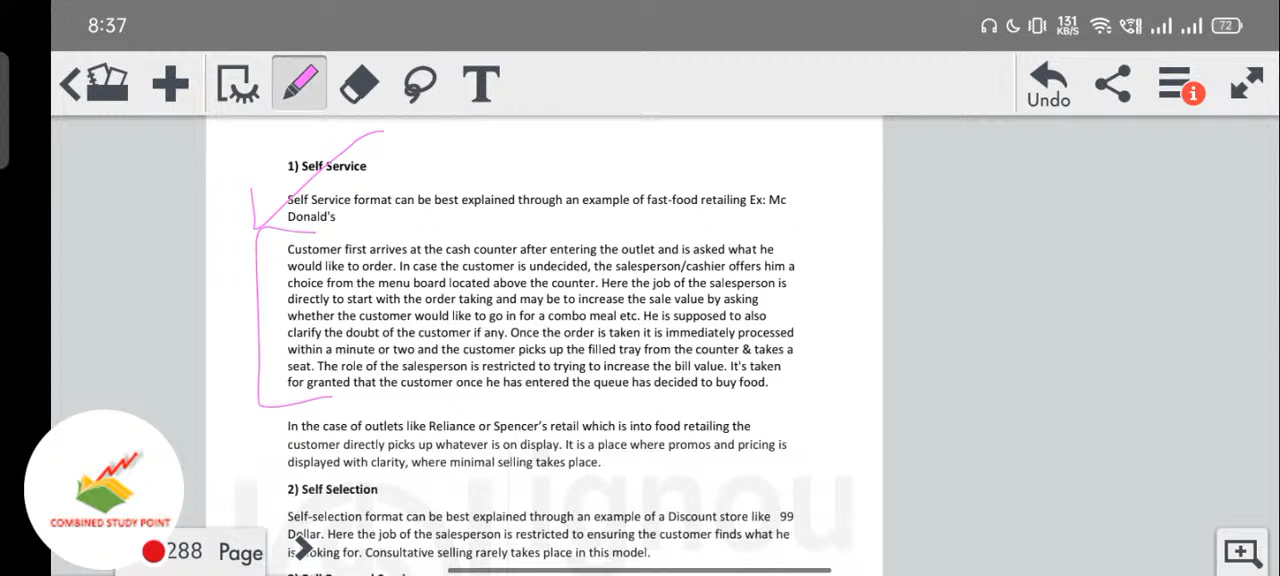 8:37
131
KB/S
72
Undo
1) Self Service
Self Service format can be best explained through an example of fast-food retailing Ex: Mc
Donald's
Customer first arrives at the cash counter after entering the outlet and is asked what he
would like to order. In case the customer is undecided, the salesperson/cashier offers him a
choice from the menu board located above the counter. Here the job of the salesperson is
directly to start with the order taking and may be to increase the sale value by asking
whether the customer would like to go in for a combo meal etc. He is supposed to also
clarify the doubt of the customer if any. Once the order is taken it is immediately processed
within a minute or two and the customer picks up the filled tray from the counter & takes a
seat. The role of the salesperson is restricted to trying to increase the bill value. It's taken
for granted that the customer once he has entered the queue has decided to buy food.
In the case of outlets like Reliance or Spencer's retail which is into food retailing the
customer directly picks up whatever is on display. It is a place where promos and pricing is
displayed with clarity, where minimal selling takes place.
2) Self Selection
Self-selection format can be best explained through an example of a Discount store like 99
Dollar. Here the job of the salesperson is restricted to ensuring the customer finds what he
is looking for. Consultative selling rarely takes place in this model.
COMBINED STUDY POINT
288 Page
ignou